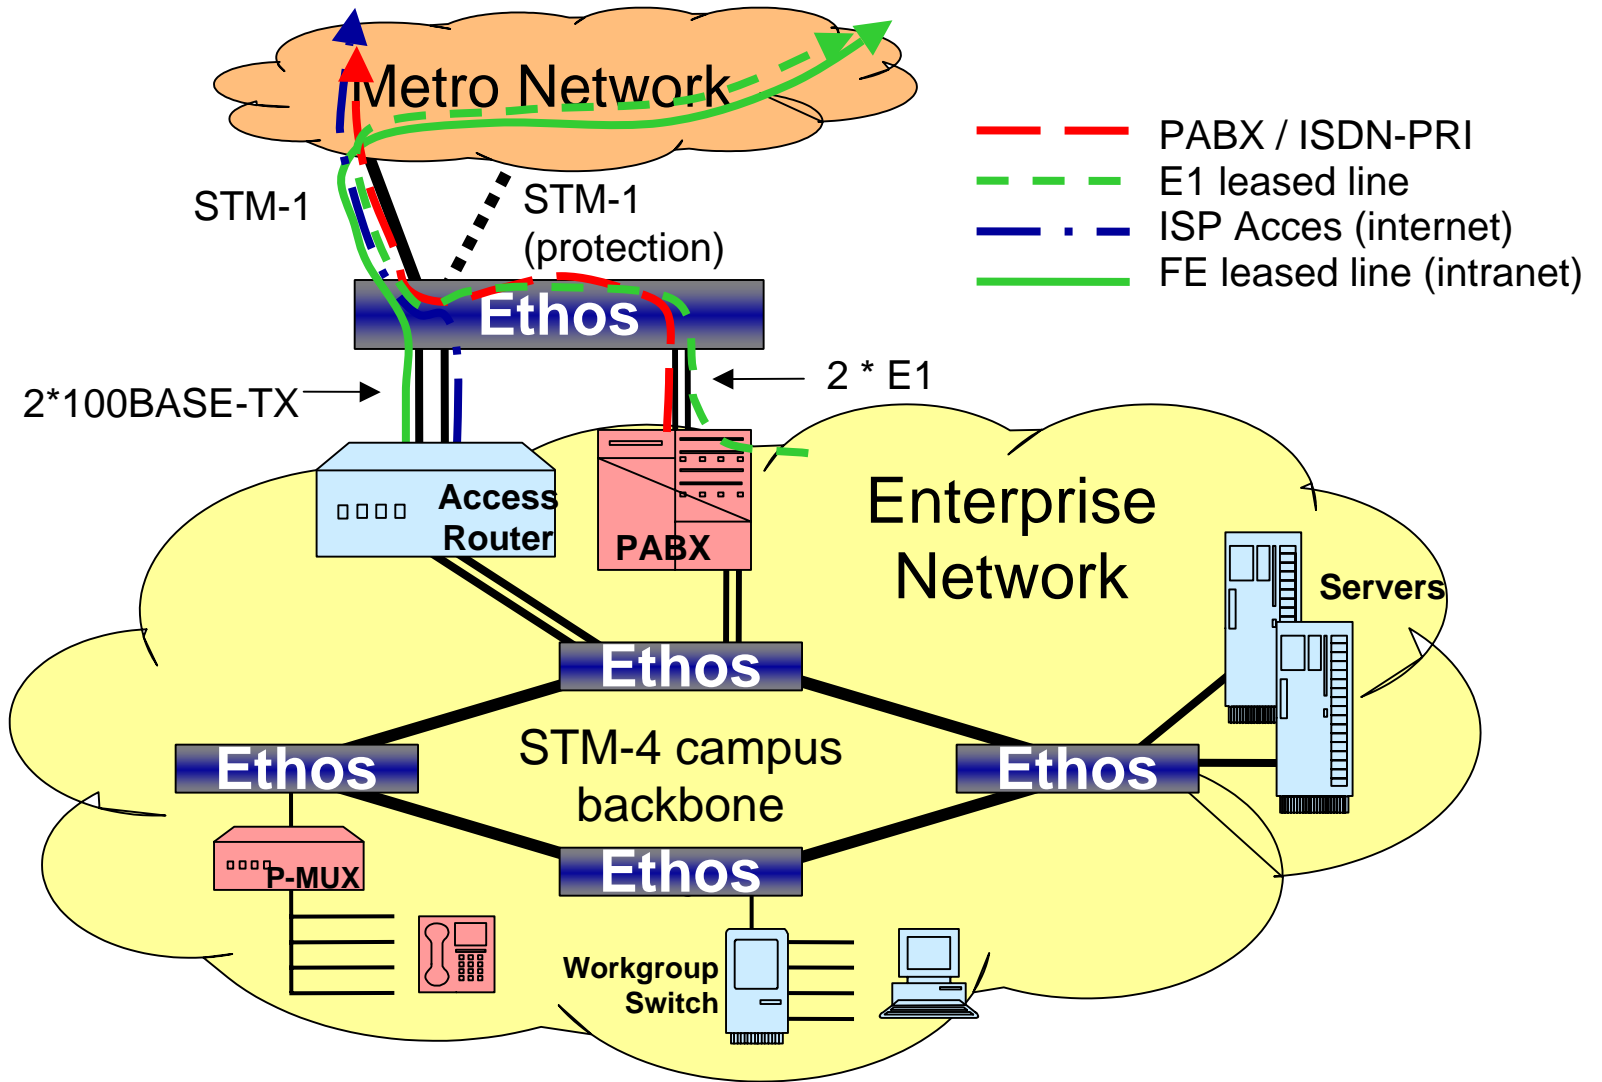 Metro Network
PABX / ISDN-PRI
E1 leased line
ISP Acces (internet)
FE leased line (intranet)
STM-1
STM-1
(protection)
Ethos
2*100BASE-TX
2 * E1
Access
Router
PABX
Enterprise
Network
Servers
Ethos
Ethos
STM-4 campus
backbone
Ethos
P-MUX
Ethos
Workgroup
Switch